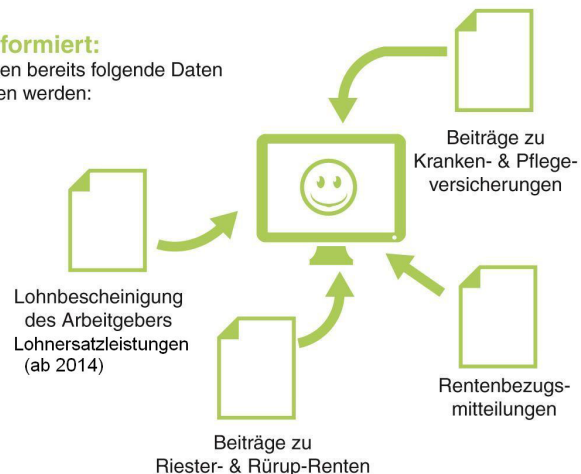 formiert:
en bereits folgende Daten
en werden:
Beiträge zu
Kranken- & Pflege-
versicherungen
Lohnbescheinigung
des Arbeitgebers
Lohnersatzleistungen
(ab 2014)
Rentenbezugs-
mitteilungen
Beiträge zu
Riester- & Rürup-Renten